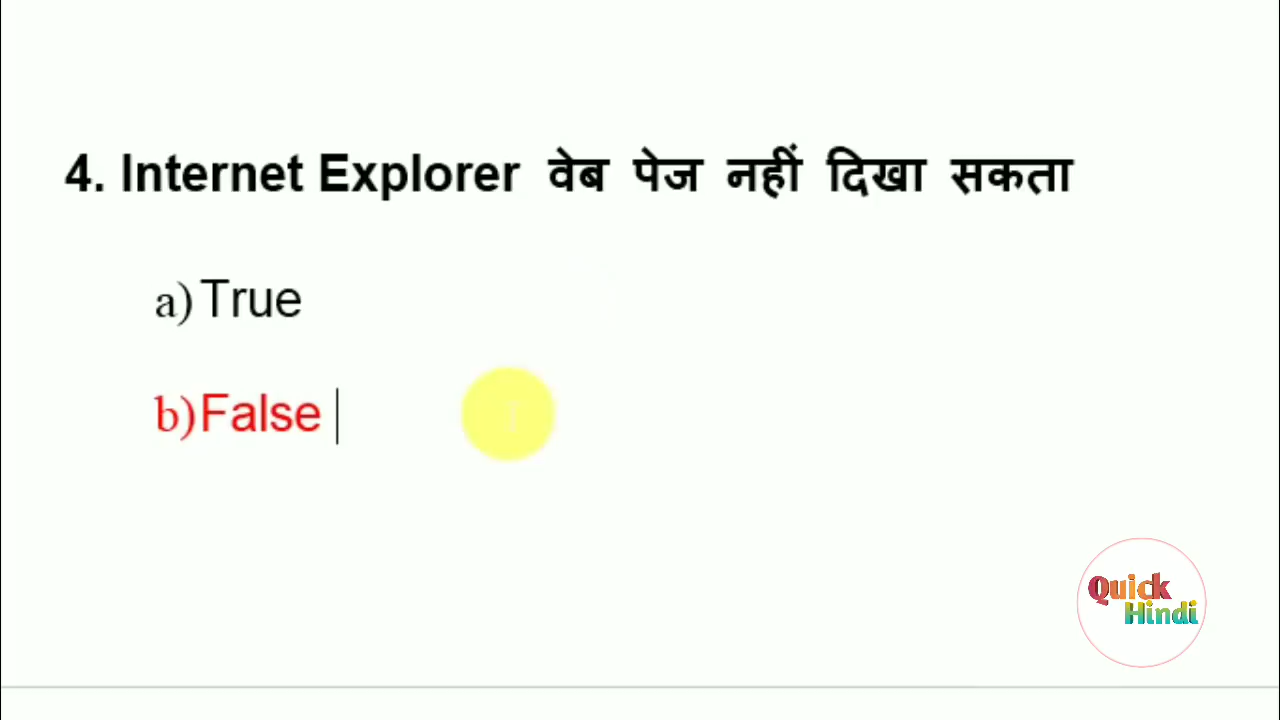 4. Internet Explorer वेब पेज नहीं दिखा सकता
a) True
b) False
Quick
Hindi